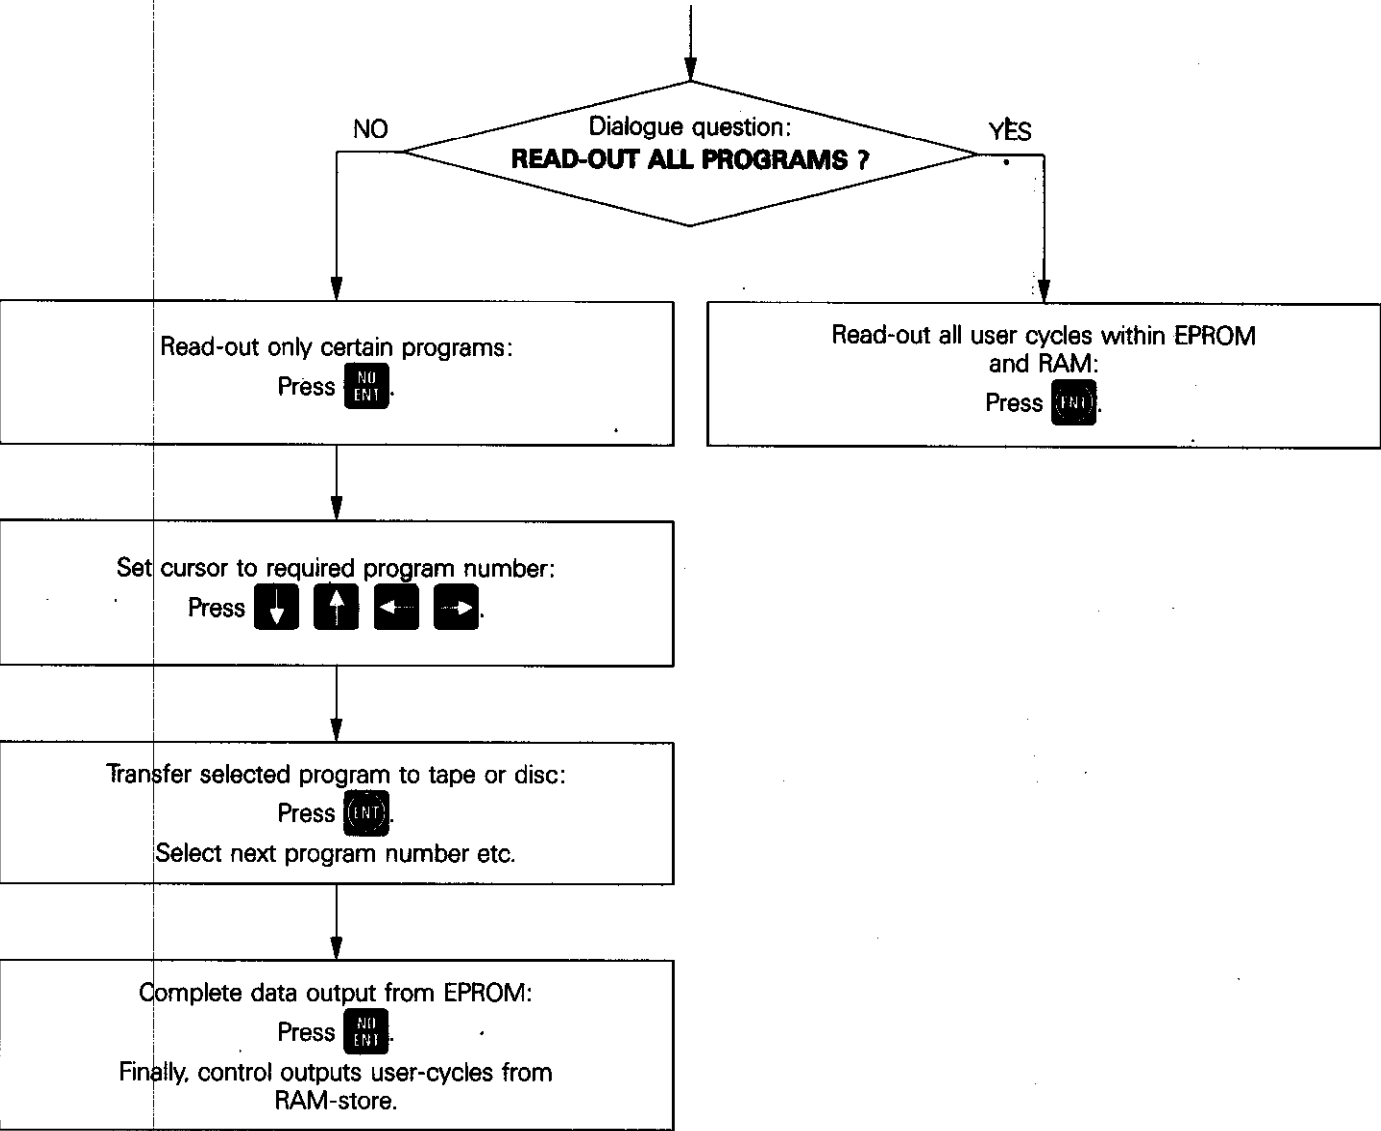 Dialogue question:
READ-OUT ALL PROGRAMS ?
NO
YES
Read-out only certain programs:
Press NO ENT.
Read-out all user cycles within EPROM
and RAM:
Press ENT.
Set cursor to required program number:
Press ↓ ↑ ← →.
Transfer selected program to tape or disc:
Press ENT.
Select next program number etc.
Complete data output from EPROM:
Press NO ENT.
Finally, control outputs user-cycles from
RAM-store.